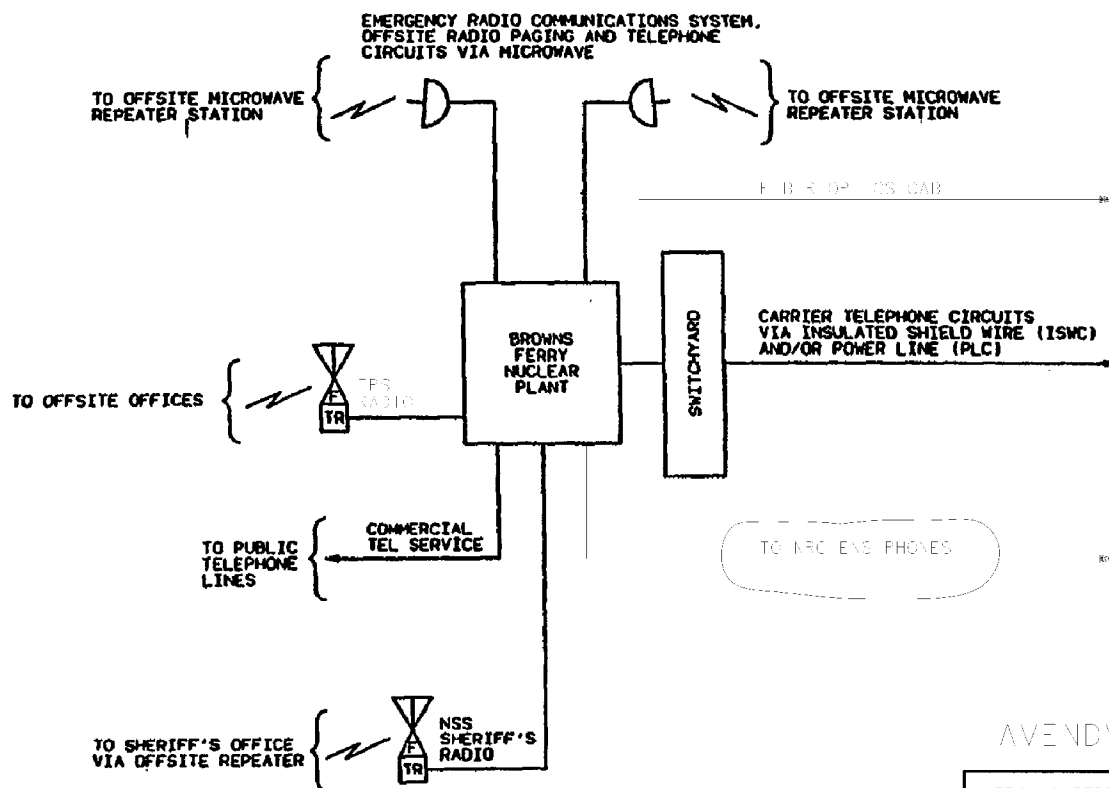 EMERGENCY RADIO COMMUNICATIONS SYSTEM,
OFFSITE RADIO PAGING AND TELEPHONE
CIRCUITS VIA MICROWAVE
TO OFFSITE MICROWAVE
REPEATER STATION
TO OFFSITE MICROWAVE
REPEATER STATION
CAB
BROWNS
FERRY
NUCLEAR
PLANT
SWITCHYARD
CARRIER TELEPHONE CIRCUITS
VIA INSULATED SHIELD WIRE (ISWC)
AND/OR POWER LINE (PLC)
TO OFFSITE OFFICES
F
TR
RADIO
TO PUBLIC
TELEPHONE
LINES
COMMERCIAL
TEL SERVICE
TO NRC ENS PHONES
TO SHERIFF'S OFFICE
VIA OFFSITE REPEATER
F
TR
NSS
SHERIFF'S
RADIO